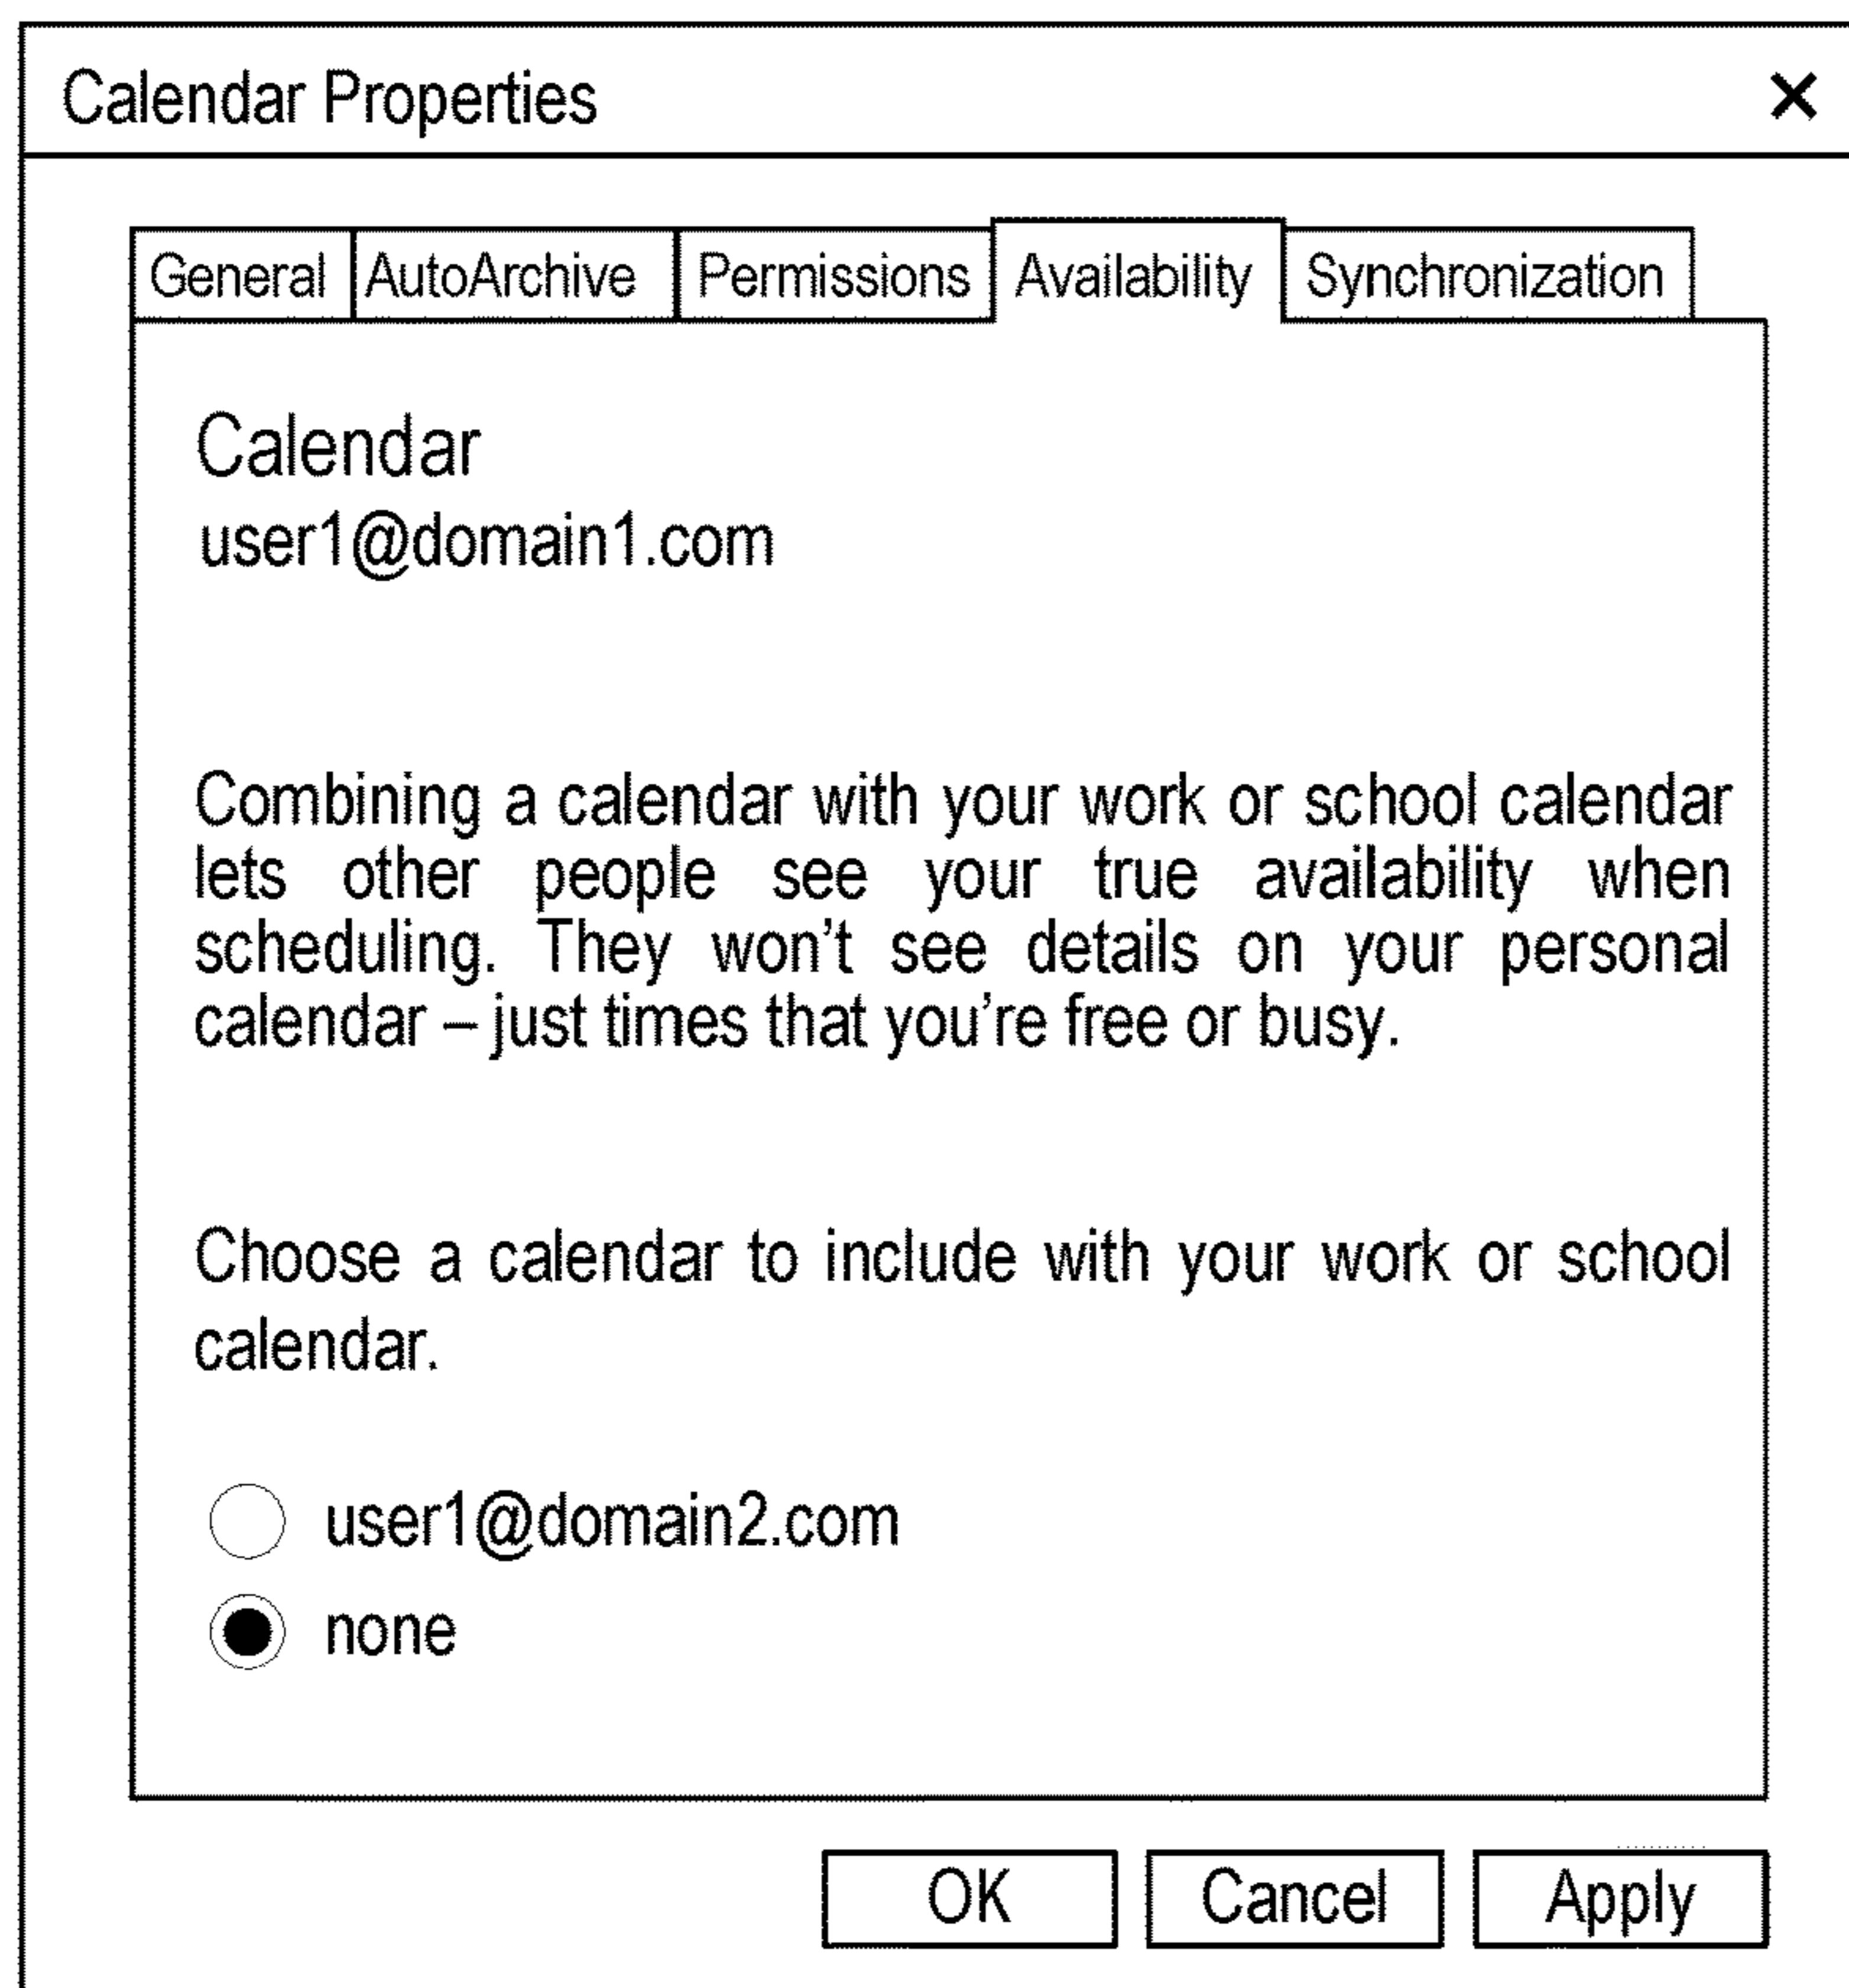 Calendar Properties ×
General AutoArchive Permissions Availability Synchronization
Calendar
user1@domain1.com
Combining a calendar with your work or school calendar
lets other people see your true availability when
scheduling. They won’t see details on your personal
calendar – just times that you’re free or busy.
Choose a calendar to include with your work or school
calendar.
user1@domain2.com
none
OK Cancel Apply